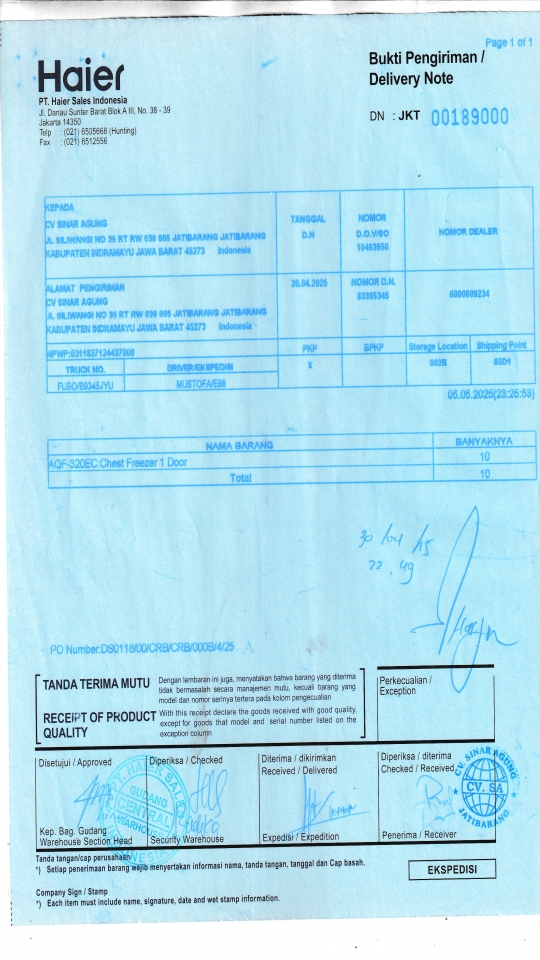 Page 1 of 1
Haier
PT. Haier Sales Indonesia
Jl. Danau Sunter Barat Blok A III, No. 38 - 39
Jakarta 14350
Telp : (021) 6505668 (Hunting)
Fax : (021) 6512556
Bukti Pengiriman /
Delivery Note
DN : JKT 00189000
KEPADA
CV SINAR AGUNG
JL SILIWANGI NO 35 RT RW 030 005 JATIBARANG JATIBARANG
KABUPATEN INDRAMAYU JAWA BARAT 45273 Indonesia
TANGGAL
D.N
NOMOR
D.O.V/SO
10483650
NOMOR DEALER
ALAMAT PENGIRIMAN
CV SINAR AGUNG
JL SILIWANGI NO 35 RT RW 030 005 JATIBARANG JATIBARANG
KABUPATEN INDRAMAYU JAWA BARAT 45273 Indonesia
30.04.2025
NOMOR D.N.
83395345
6000609234
NPWP:0311837124437000
PKP
BPKP
Storege Location
Shipping Point
TRUCK NO.
DRIVER/EKSPEDISI
X
002B
65D1
FUSO/B9345JYU
MUSTOFA/E88
05.05.2025(23:25:53)
NAMA BARANG
BANYAKNYA
AQF-320EC:Chest Freezer 1 Door
10
Total
10
30/04/25
22.49
PO Number:DS0118/00/CRB/CRB/000B/4/25
TANDA TERIMA MUTU
Dengan lembaran ini juga, menyatakan bahwa barang yang diterima
tidak bermasalah secara manajemen mutu, kecuali barang yang
model dan nomor serinya tertera pada kolom pengecualian
RECEIPT OF PRODUCT
QUALITY
With this receipt declare the goods received with good quality,
except for goods that model and serial number listed on the
exception column
Perkecualian /
Exception
Disetujui / Approved
Diperiksa / Checked
Diterima / dikirimkan
Received / Delivered
Diperiksa / diterima
Checked / Received
PT. HAIER SALES
GUDANG
CENTRAL
WAREHOUSE
INDONESIA
CV. SINAR AGUNG
CV. SA
JATIBARANG
Kep. Bag. Gudang
Warehouse Section Head
Security Warehouse
Expedisi / Expedition
Penerima / Receiver
Tanda tangan/cap perusahaan
*) Setiap penerimaan barang wajib menyertakan informasi nama, tanda tangan, tanggal dan Cap basah.
EKSPEDISI
Company Sign / Stamp
*) Each item must include name, signature, date and wet stamp information.